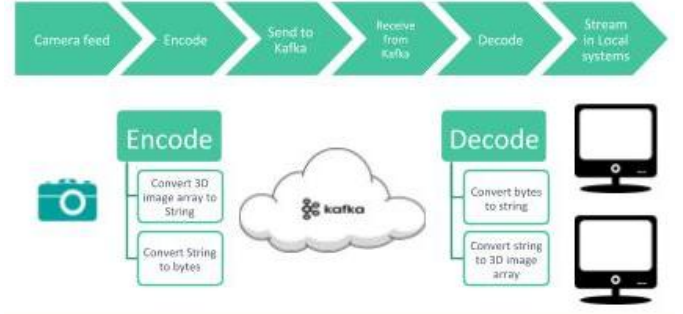 Camera feed
Encode
Send to
Kafka
Receive
from
Kafka
Decode
Stream
in Local
systems
Encode
Convert 3D
image array to
String
Convert String
to bytes
kafka
Decode
Convert bytes
to string
Convert string
to 3D image
array